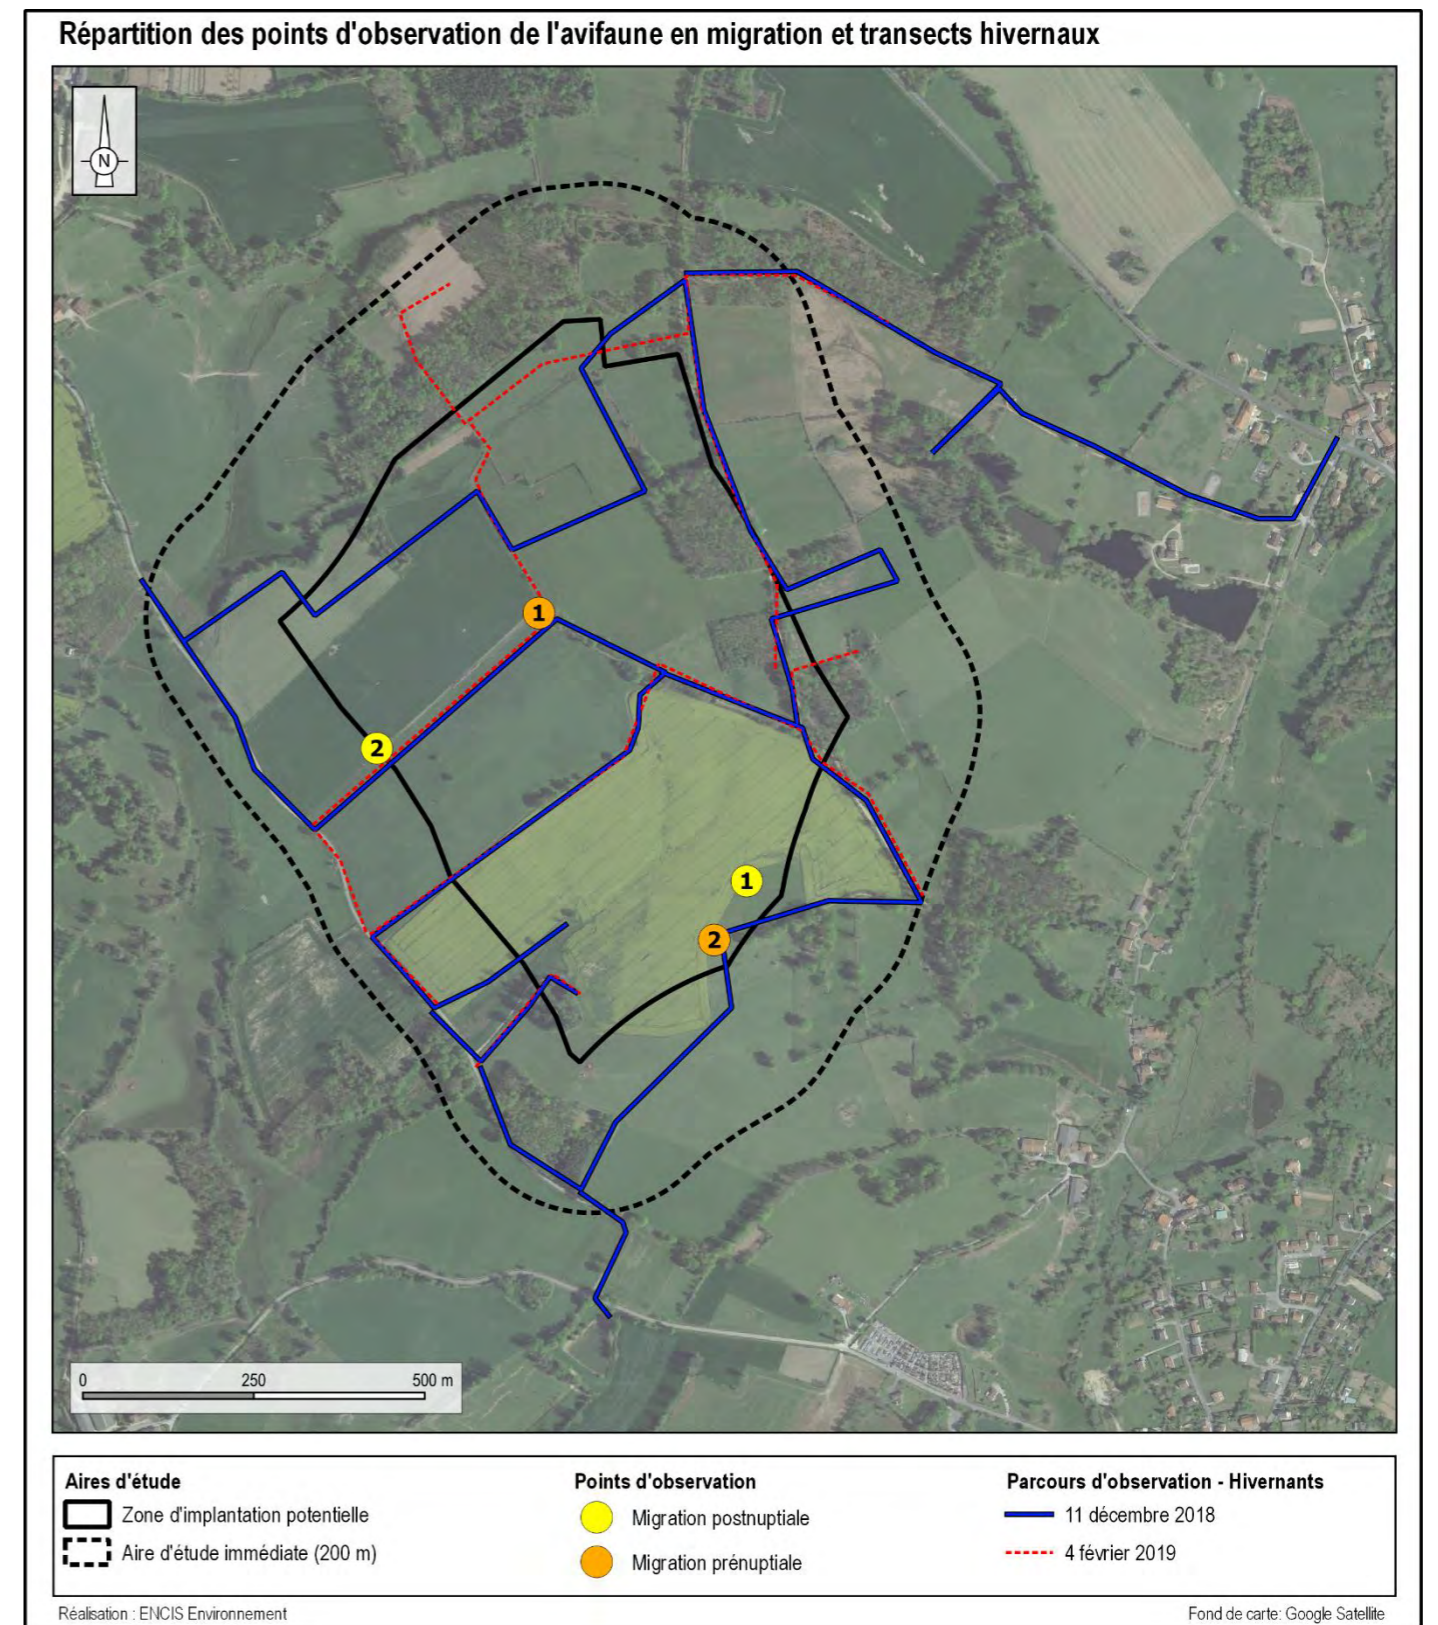 Répartition des points d'observation de l'avifaune en migration et transects hivernaux
N
1
2
1
2
0 250 500 m
Aires d'étude
Zone d'implantation potentielle
Aire d'étude immédiate (200 m)
Points d'observation
Migration postnuptiale
Migration prénuptiale
Parcours d'observation - Hivernants
11 décembre 2018
4 février 2019
Réalisation : ENCIS Environnement
Fond de carte: Google Satellite